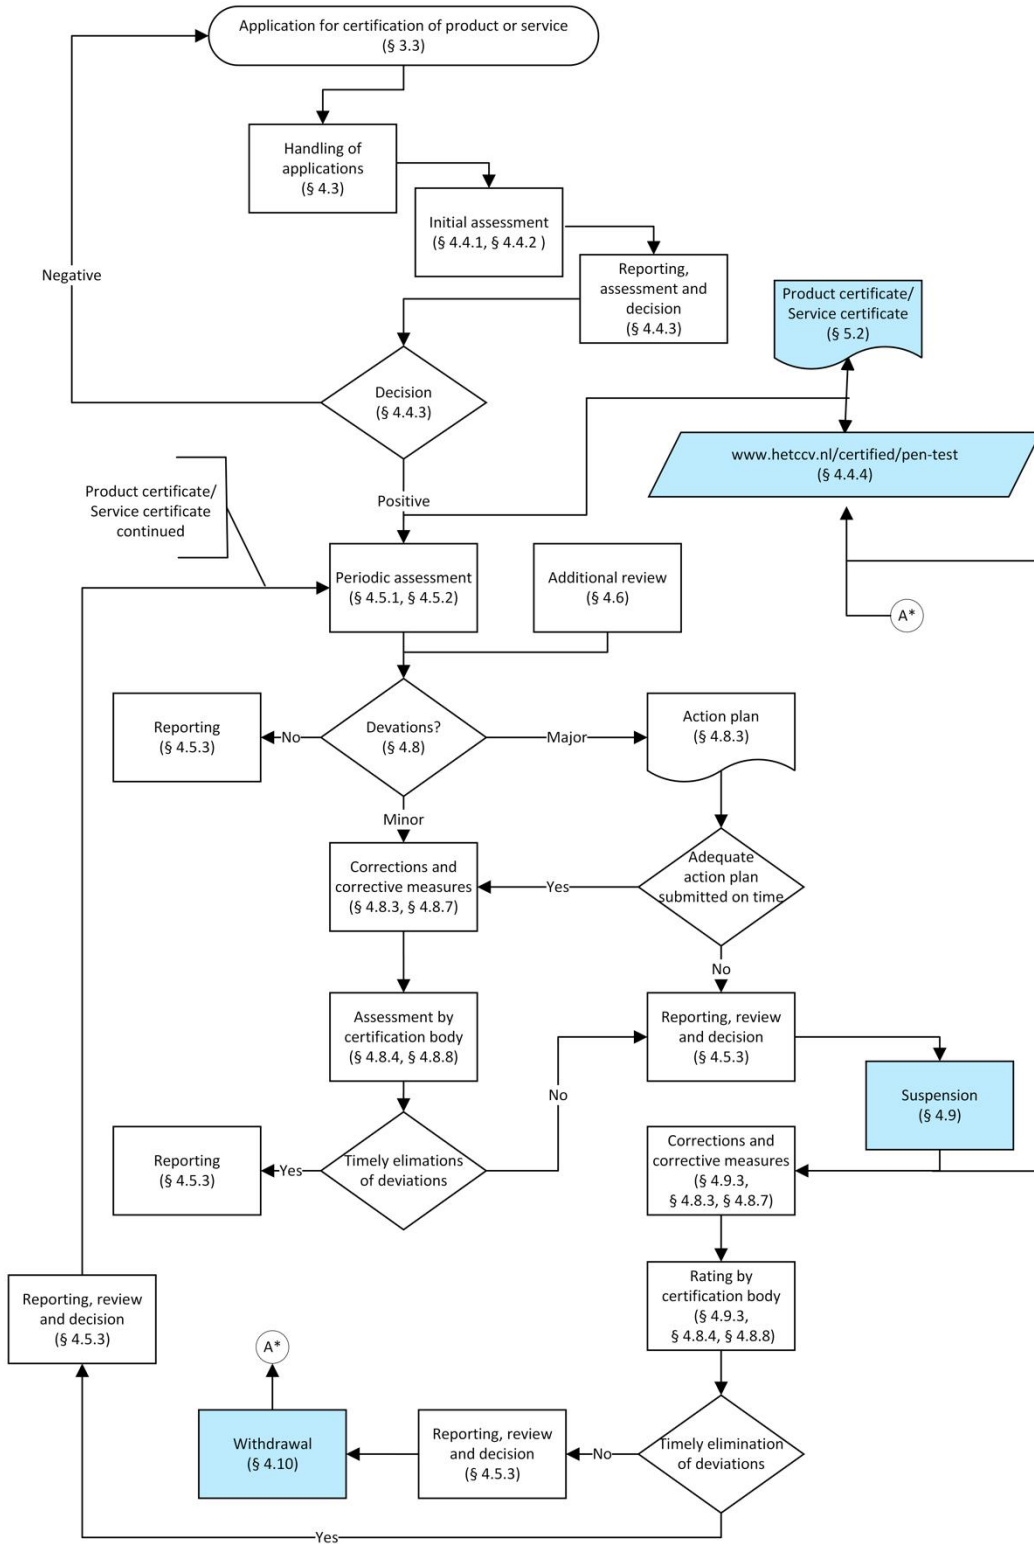 Application for certification of product or service
(§ 3.3)
Handling of
applications
(§ 4.3)
Initial assessment
(§ 4.4.1, § 4.4.2 )
Negative
Reporting,
assessment and
decision
(§ 4.4.3)
Product certificate/
Service certificate
(§ 5.2)
Decision
(§ 4.4.3)
www.hetccv.nl/certified/pen-test
(§ 4.4.4)
Positive
Product certificate/
Service certificate
continued
Periodic assessment
(§ 4.5.1, § 4.5.2)
Additional review
(§ 4.6)
A*
Reporting
(§ 4.5.3)
No
Devations?
(§ 4.8)
Major
Action plan
(§ 4.8.3)
Minor
Corrections and
corrective measures
(§ 4.8.3, § 4.8.7)
Yes
Adequate
action plan
submitted on time
No
Assessment by
certification body
(§ 4.8.4, § 4.8.8)
Reporting, review
and decision
(§ 4.5.3)
No
Suspension
(§ 4.9)
Reporting
(§ 4.5.3)
Yes
Timely elimations
of deviations
Corrections and
corrective measures
(§ 4.9.3,
§ 4.8.3, § 4.8.7)
Reporting, review
and decision
(§ 4.5.3)
Rating by
certification body
(§ 4.9.3,
§ 4.8.4, § 4.8.8)
A*
Withdrawal
(§ 4.10)
Reporting, review
and decision
(§ 4.5.3)
No
Timely elimination
of deviations
Yes